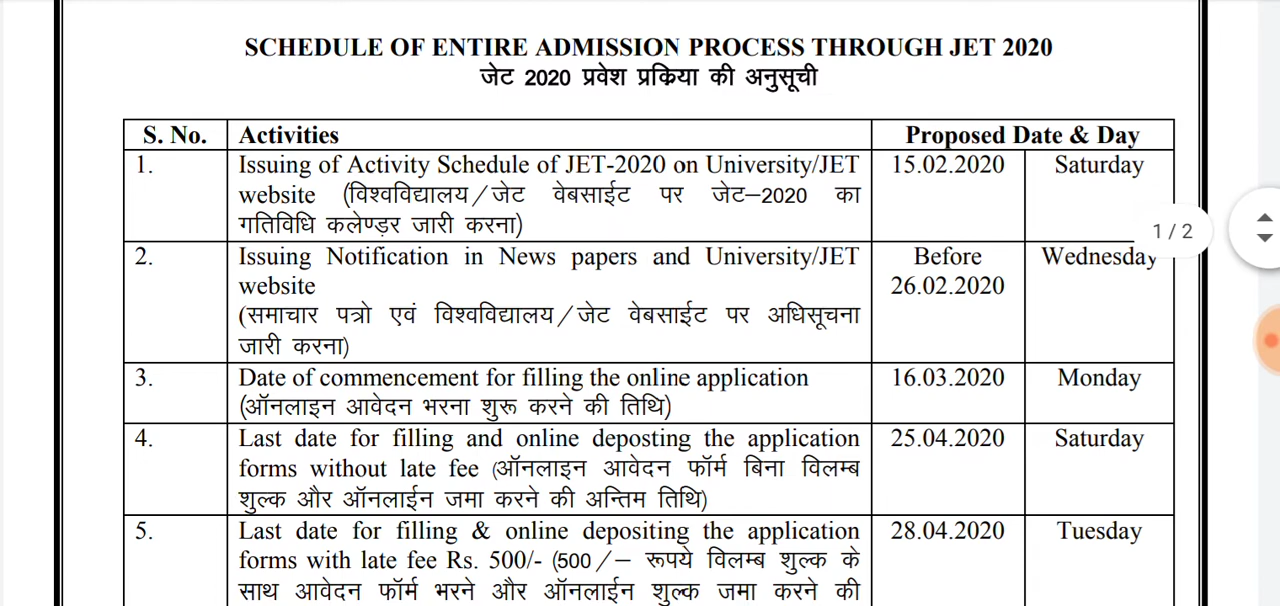 SCHEDULE OF ENTIRE ADMISSION PROCESS THROUGH JET 2020
जेट 2020 प्रवेश प्रक्रिया की अनुसूची
S. No. Activities Proposed Date & Day
1. Issuing of Activity Schedule of JET-2020 on University/JET 15.02.2020 Saturday
website (विश्वविद्यालय/जेट वेबसाईट पर जेट–2020 का
गतिविधि कलेण्ड़र जारी करना)
1 / 2
2. Issuing Notification in News papers and University/JET Before Wednesday
website 26.02.2020
(समाचार पत्रो एवं विश्वविद्यालय/जेट वेबसाईट पर अधिसूचना
जारी करना)
3. Date of commencement for filling the online application 16.03.2020 Monday
(ऑनलाइन आवेदन भरना शुरू करने की तिथि)
4. Last date for filling and online deposting the application 25.04.2020 Saturday
forms without late fee (ऑनलाइन आवेदन फॉर्म बिना विलम्ब
शुल्क और ऑनलाईन जमा करने की अन्तिम तिथि)
5. Last date for filling & online depositing the application 28.04.2020 Tuesday
forms with late fee Rs. 500/- (500/– रूपये विलम्ब शुल्क के
साथ आवेदन फॉर्म भरने और ऑनलाईन शुल्क जमा करने की